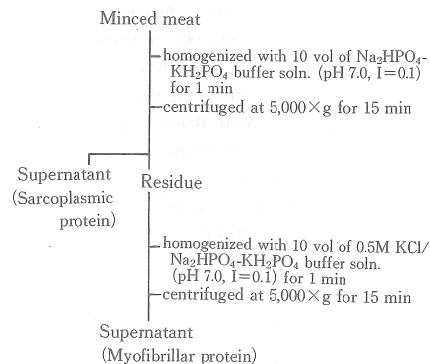 Minced meat
homogenized with 10 vol of Na₂HPO₄-
KH₂PO₄ buffer soln. (pH 7.0, I=0.1)
for 1 min
centrifuged at 5,000×g for 15 min
Supernatant
(Sarcoplasmic
protein)
Residue
homogenized with 10 vol of 0.5M KCl/
Na₂HPO₄-KH₂PO₄ buffer soln.
(pH 7.0, I=0.1) for 1 min
centrifuged at 5,000×g for 15 min
Supernatant
(Myofibrillar protein)